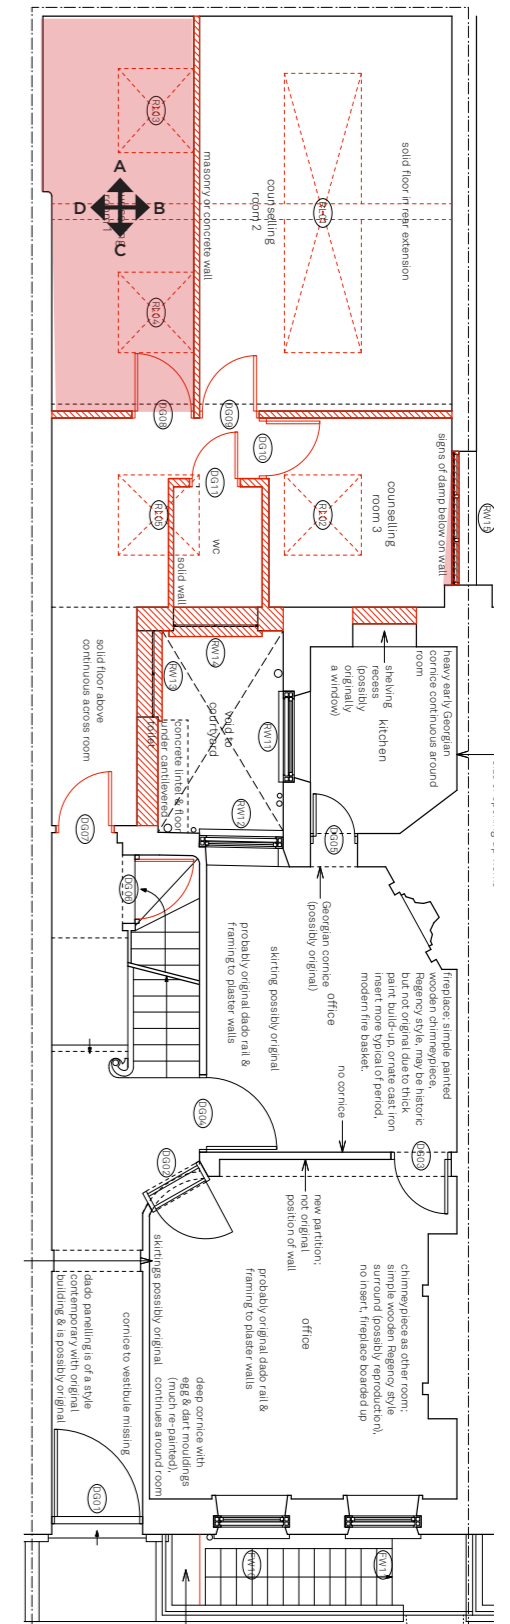 solid floor in rear extension
counselling
room 2
masonry or concrete wall
A
B
C
D
counselling
room 1
RL03
RL04
RL01
DG08
DG09
DG10
DG11
signs of damp below on wall
RW15
counselling
room 3
RL02
RL05
wc
solid wall
solid floor above
continuous across room
RW14
RW13
void to
courtyard
RW11
RW12
concrete lintel & floor
under cantilevered
toilet
shelving
recess
(possibly
originally
a window)
kitchen
heavy early Georgian
cornice continuous around
room
DG05
DG07
DG06
Georgian cornice
(possibly original)
office
skirting possibly original
probably original dado rail &
framing to plaster walls
fireplace; simple painted
wooden chimneypiece,
Regency style, may be historic
but not original due to thick
paint build-up, ornate cast iron
insert more typical of period,
modern fire basket.
no cornice
DG04
DG03
DG02
new partition;
not original
position of wall
chimneypiece as other room;
simple wooden Regency style
surround (possibly reproduction),
no insert, fireplace boarded up
office
probably original dado rail &
framing to plaster walls
skirtings possibly original
deep cornice with
egg & dart mouldings
(much re-painted),
continues around room
cornice to vestibule missing
dado panelling is of a style
contemporary with original
building & is possibly original
DG01
FW10
FW11